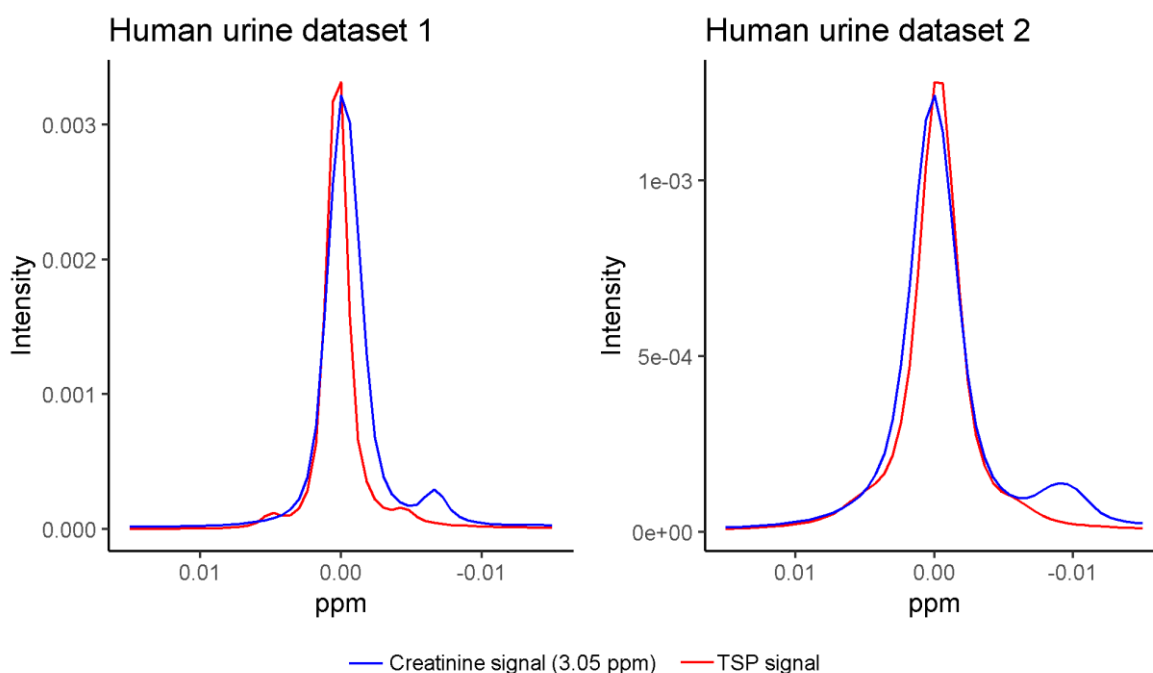 Human urine dataset 1
0.003
0.002
0.001
0.000
Intensity
0.01 0.00 -0.01
ppm
Human urine dataset 2
1e-03
5e-04
0e+00
Intensity
0.01 0.00 -0.01
ppm
Creatinine signal (3.05 ppm) TSP signal